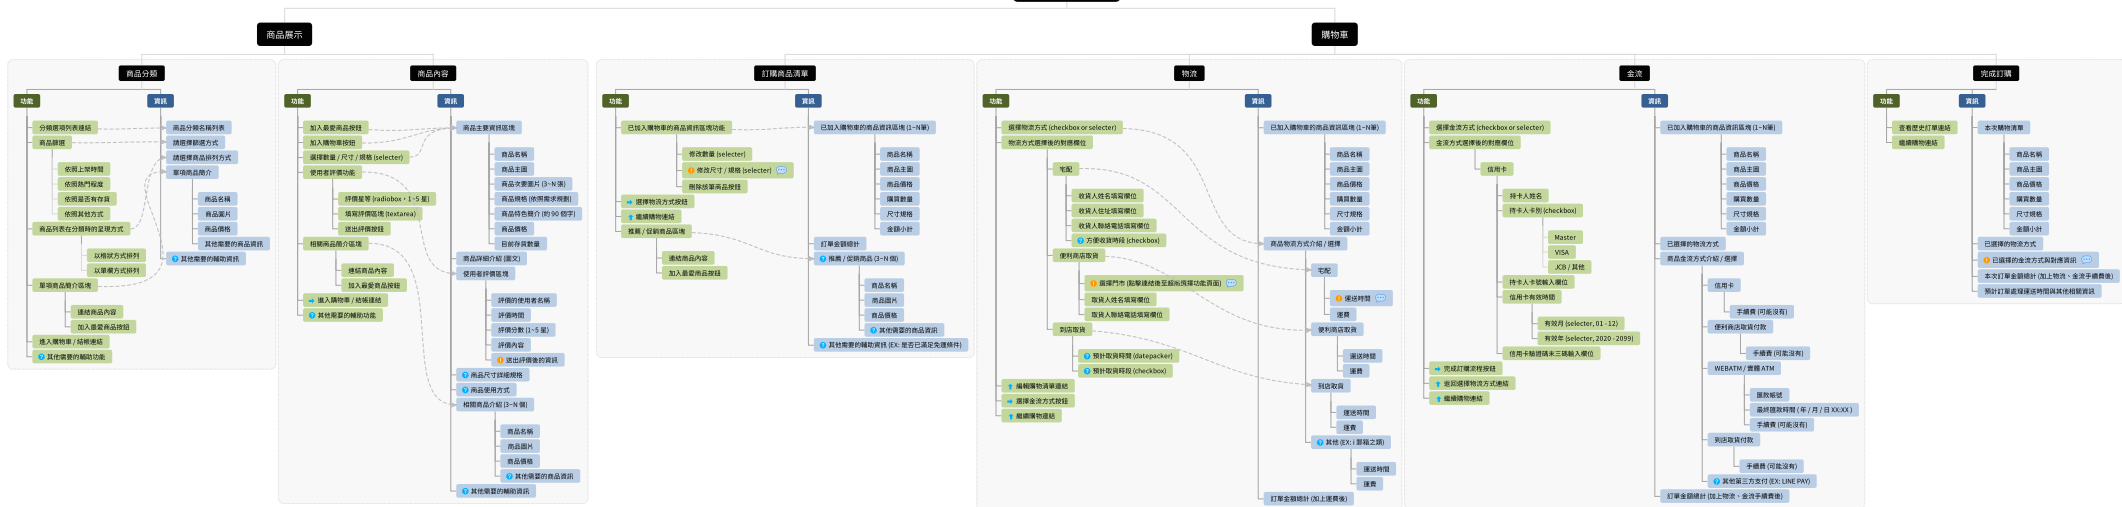 商品展示
購物車
商品分類
功能
資訊
分類選項列表連結
商品篩選
依照上架時間
依照熱門程度
依照是否有存貨
依照其他方式
商品列表在分類時的呈現方式
以格狀方式排列
以單欄方式排列
單項商品簡介區塊
連結商品內容
加入最愛商品按鈕
進入購物車 / 結帳連結
其他需要的輔助功能
商品分類名稱列表
請選擇篩選方式
請選擇商品排列方式
單項商品簡介
商品名稱
商品圖片
商品價格
其他需要的商品資訊
其他需要的輔助資訊
商品內容
功能
資訊
加入最愛商品按鈕
加入購物車按鈕
選擇數量 / 尺寸 / 規格 (selecter)
使用者評價功能
評價星等 (radiobox，1 -5 星)
填寫評價區塊 (textarea)
送出評價按鈕
相關商品簡介區塊
連結商品內容
加入最愛商品按鈕
進入購物車 / 結帳連結
其他需要的輔助功能
商品主要資訊區塊
商品名稱
商品主圖
商品次要圖片 (3~N 張)
商品規格 (依照需求規劃)
商品特色簡介 (約 90 個字)
商品價格
目前存貨數量
商品詳細介紹 (圖文)
使用者評價區塊
評價的使用者名稱
評價時間
評價分數 (1~5 星)
評價內容
送出評價後的資訊
商品尺寸詳細規格
商品使用方式
相關商品介紹 (3~N 個)
商品名稱
商品圖片
商品價格
其他需要的商品資訊
其他需要的輔助資訊
訂購商品清單
功能
資訊
已加入購物車的商品資訊區塊功能
修改數量 (selecter)
修改尺寸 / 規格 (selecter)
刪除該筆商品按鈕
選擇物流方式按鈕
繼續購物連結
推薦 / 促銷商品區塊
連結商品內容
加入最愛商品按鈕
已加入購物車的商品資訊區塊 (1~N筆)
商品名稱
商品主圖
商品價格
購買數量
尺寸規格
金額小計
訂單金額總計
推薦 / 促銷商品 (3~N 個)
商品名稱
商品圖片
商品價格
其他需要的商品資訊
其他需要的輔助資訊 (EX: 是否已滿足免運條件)
物流
功能
資訊
選擇物流方式 (checkbox or selecter)
物流方式選擇後的對應欄位
宅配
收貨人姓名填寫欄位
收貨人住址填寫欄位
收貨人聯絡電話填寫欄位
方便收貨時段 (checkbox)
便利商店取貨
選擇門市 (點擊連結後至超商選擇功能頁面)
取貨人姓名填寫欄位
取貨人聯絡電話填寫欄位
到店取貨
預計取貨時間 (datepacker)
預計取貨時段 (checkbox)
編輯購物清單連結
選擇金流方式按鈕
繼續購物連結
已加入購物車的商品資訊區塊 (1~N筆)
商品名稱
商品主圖
商品價格
購買數量
尺寸規格
金額小計
商品物流方式介紹 / 選擇
宅配
運送時間
運費
便利商店取貨
運送時間
運費
到店取貨
運送時間
運費
其他 (EX: i 郵箱之類)
運送時間
運費
訂單金額總計 (加上運費後)
金流
功能
資訊
選擇金流方式 (checkbox or selecter)
金流方式選擇後的對應欄位
信用卡
持卡人姓名
持卡人卡別 (checkbox)
Master
VISA
JCB / 其他
持卡人卡號輸入欄位
信用卡有效時間
有效月 (selecter, 01 - 12)
有效年 (selecter, 2020 - 2099)
信用卡驗證碼末三碼輸入欄位
完成訂購流程按鈕
返回選擇物流方式連結
繼續購物連結
已加入購物車的商品資訊區塊 (1~N筆)
商品名稱
商品主圖
商品價格
購買數量
尺寸規格
金額小計
已選擇的物流方式
商品金流方式介紹 / 選擇
信用卡
手續費 (可能沒有)
便利商店取貨付款
手續費 (可能沒有)
WEBATM / 實體 ATM
匯款帳號
最終匯款時間 ( 年 / 月 / 日 XX:XX )
手續費 (可能沒有)
到店取貨付款
手續費 (可能沒有)
其他第三方支付 (EX: LINE PAY)
訂單金額總計 (加上物流、金流手續費後)
完成訂購
功能
資訊
查看歷史訂單連結
繼續購物連結
本次購物清單
商品名稱
商品主圖
商品價格
購買數量
尺寸規格
金額小計
已選擇的物流方式
已選擇的金流方式與對應資訊
本次訂單金額總計 (加上物流、金流手續費後)
預計訂單處理運送時間與其他相關資訊